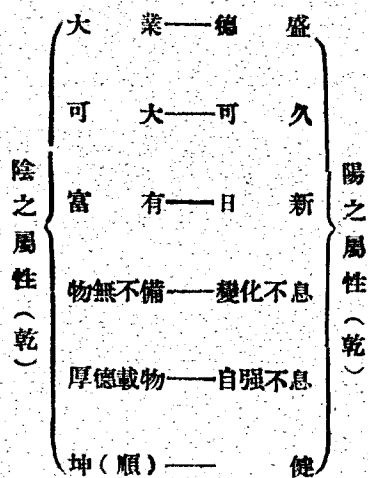 陰之屬性（乾）
大業——德盛
可大——可久
富有——日新
物無不備——變化不息
厚德載物——自强不息
坤（順）——健
陽之屬性（乾）